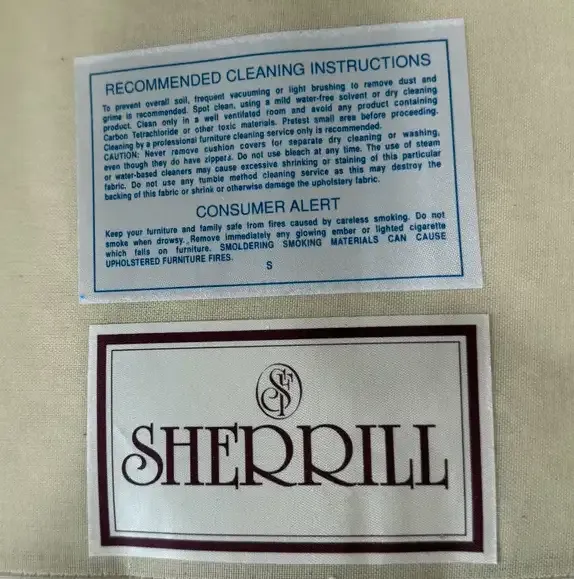 RECOMMENDED CLEANING INSTRUCTIONS
To prevent overall soil, frequent vacuuming or light brushing to remove dust and
grime is recommended. Spot clean, using a mild water-free solvent or dry cleaning
product. Clean only in a well ventilated room and avoid any product containing
Carbon Tetrachloride or other toxic materials. Pretest small area before proceeding.
Cleaning by a professional furniture cleaning service only is recommended.
CAUTION: Never remove cushion covers for separate dry cleaning or washing,
even though they do have zippers. Do not use bleach at any time. The use of steam
or water-based cleaners may cause excessive shrinking or staining of this particular
fabric. Do not use any tumble method cleaning service as this may destroy the
backing of this fabric or shrink or otherwise damage the upholstery fabric.
CONSUMER ALERT
Keep your furniture and family safe from fires caused by careless smoking. Do not
smoke when drowsy. Remove immediately any glowing ember or lighted cigarette
which falls on furniture. SMOLDERING SMOKING MATERIALS CAN CAUSE
UPHOLSTERED FURNITURE FIRES.
S
SFI
SHERRILL